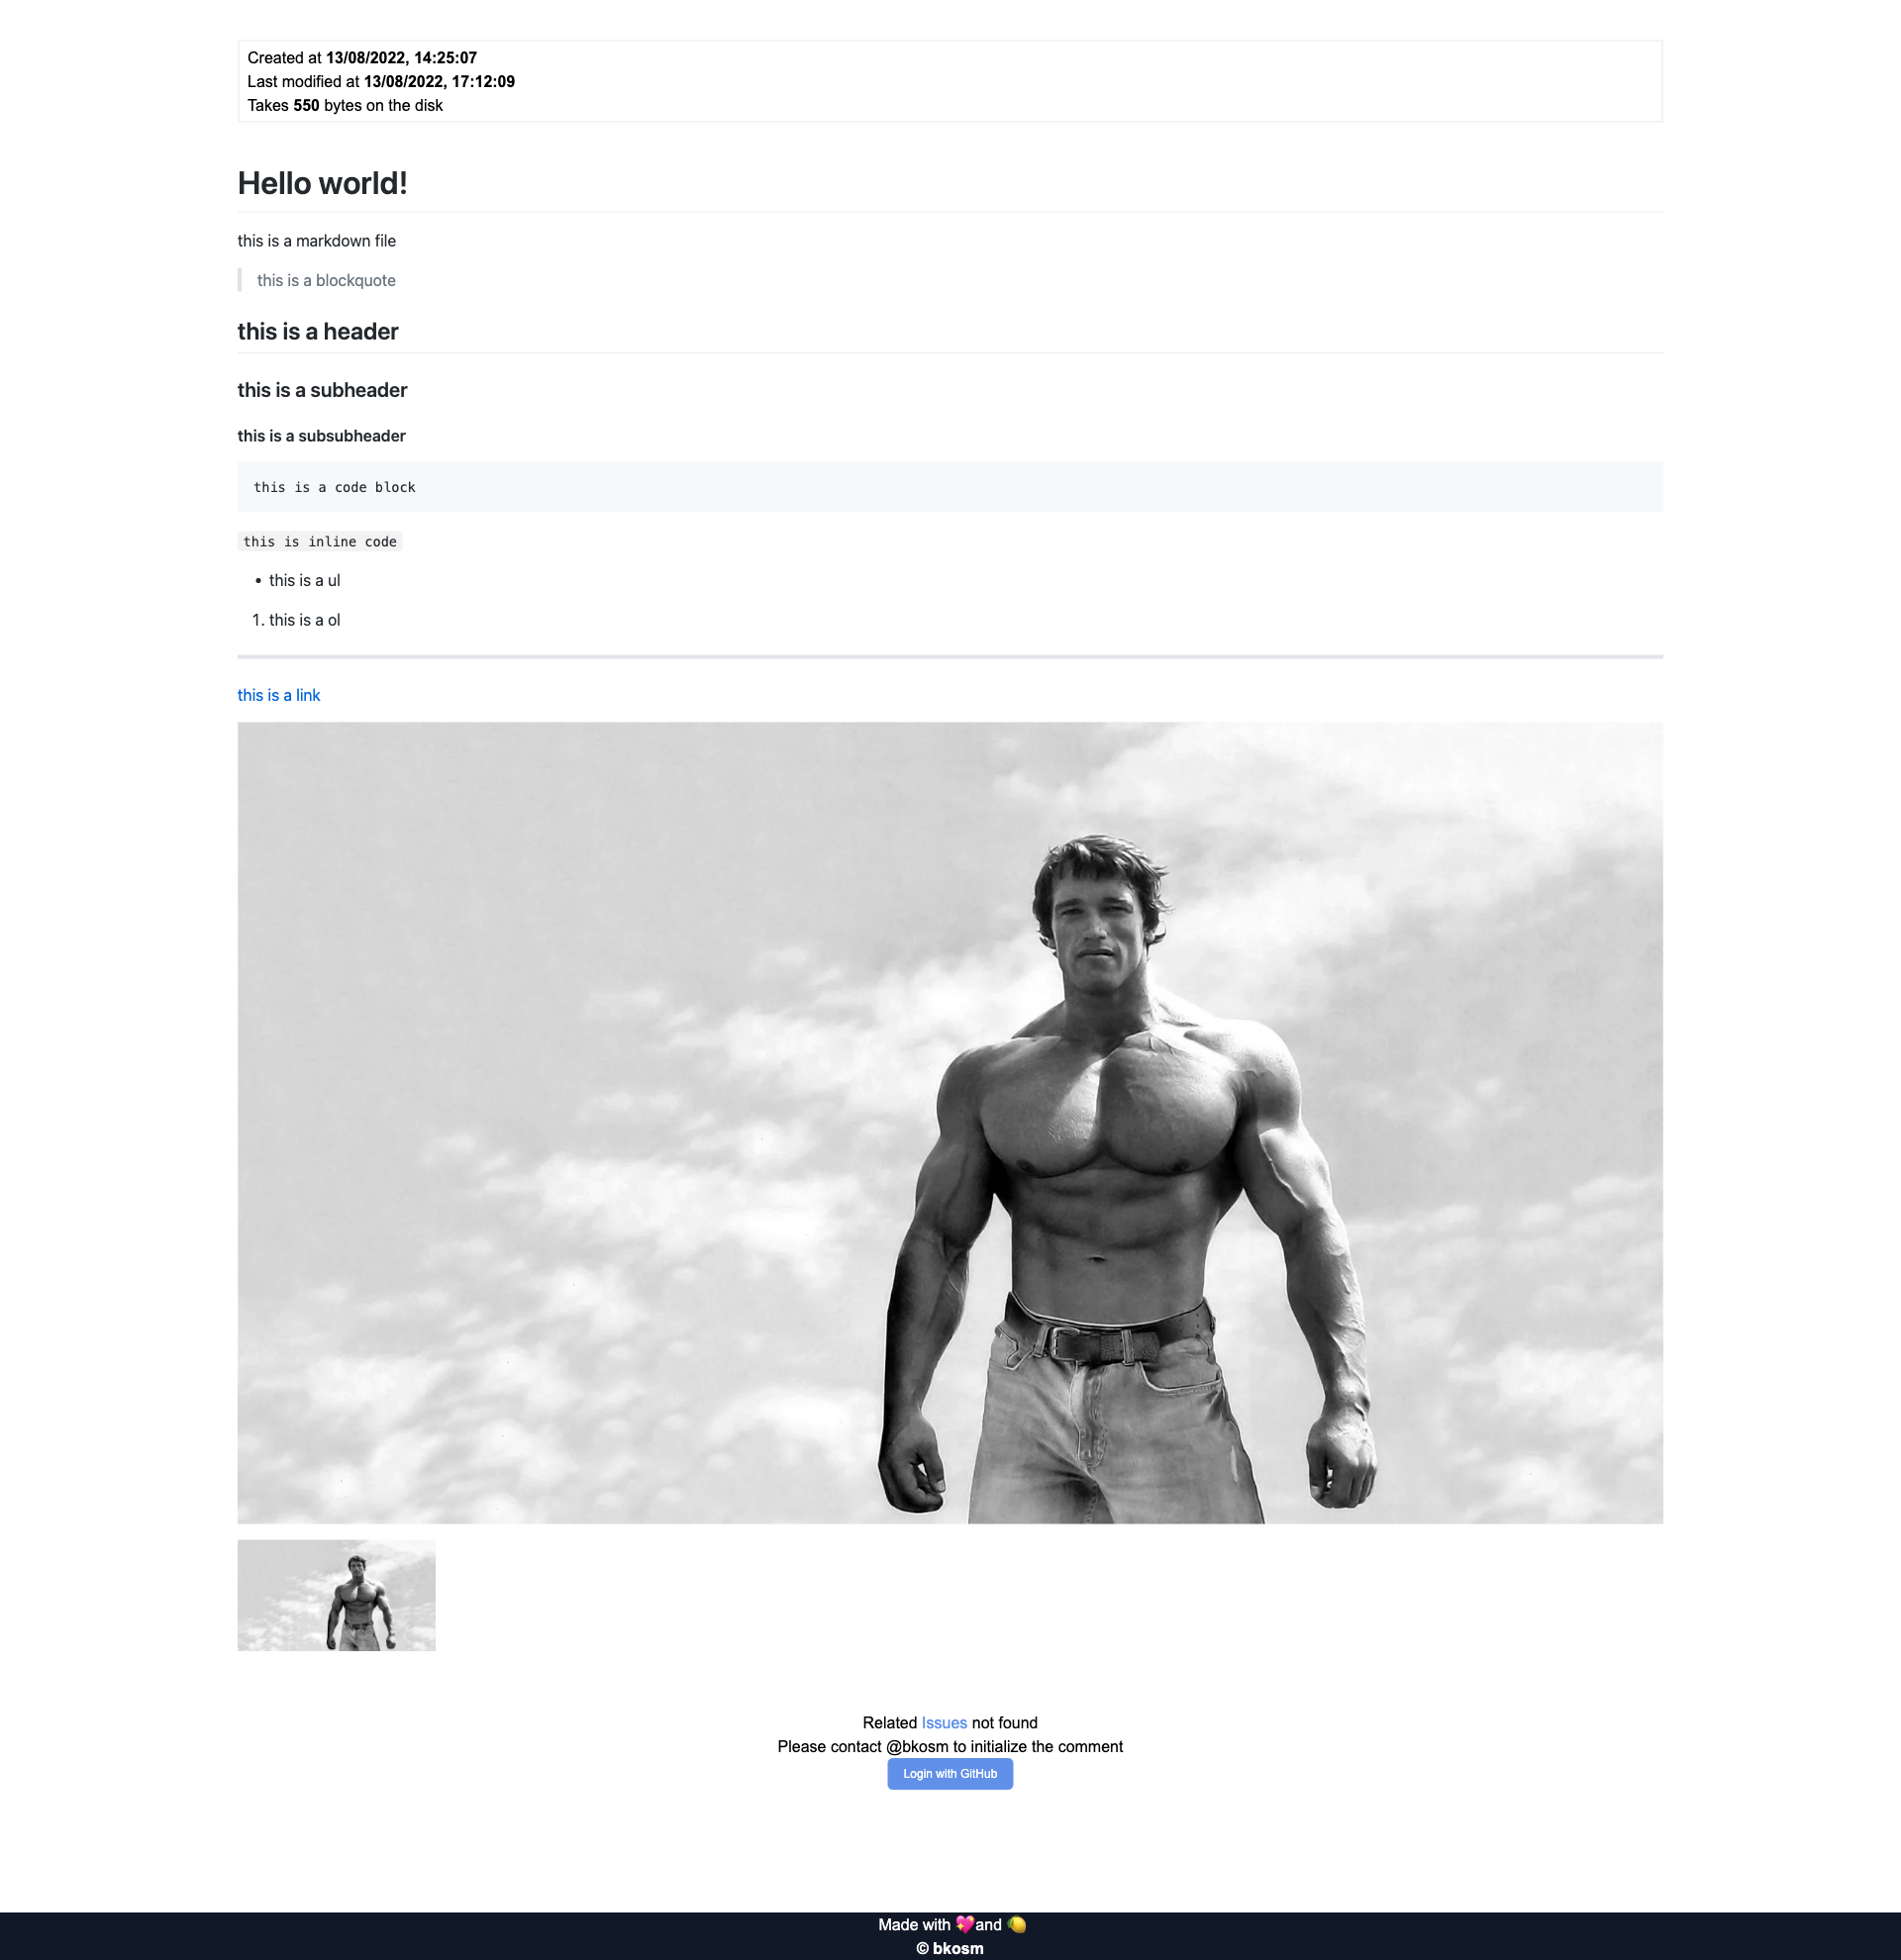 Created at 13/08/2022, 14:25:07
Last modified at 13/08/2022, 17:12:09
Takes 550 bytes on the disk
Hello world!
this is a markdown file
this is a blockquote
this is a header
this is a subheader
this is a subsubheader
this is a code block
this is inline code
• this is a ul
1. this is a ol
this is a link
Related Issues not found
Please contact @bkosm to initialize the comment
Login with GitHub
Made with 💖and 🍋
© bkosm